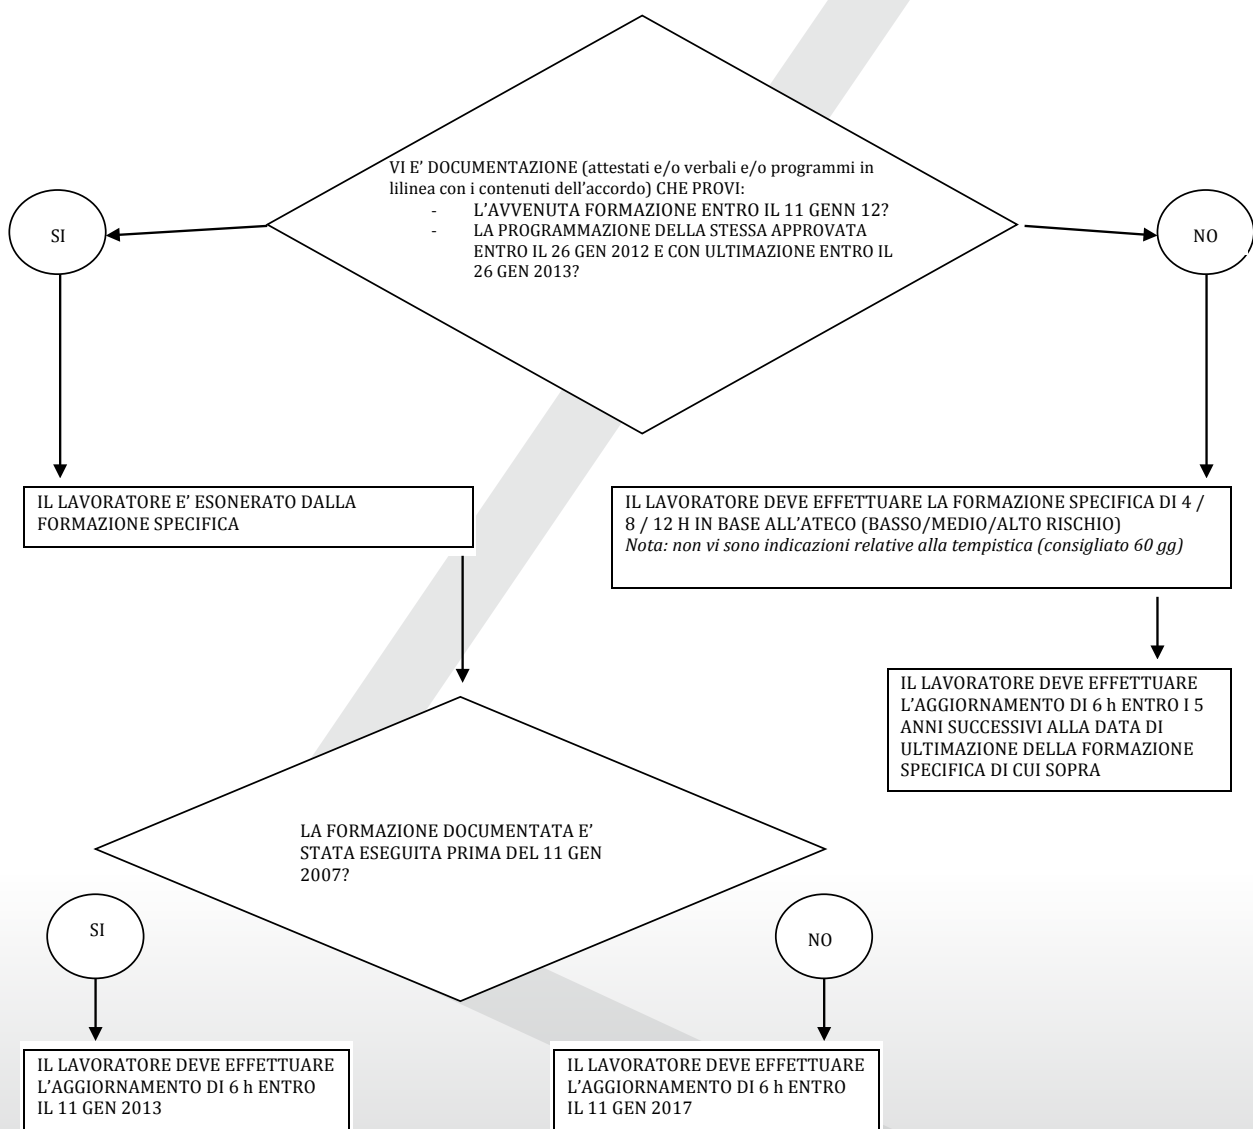 VI E' DOCUMENTAZIONE (attestati e/o verbali e/o programmi in
lilinea con i contenuti dell'accordo) CHE PROVI:
- L'AVVENUTA FORMAZIONE ENTRO IL 11 GENN 12?
- LA PROGRAMMAZIONE DELLA STESSA APPROVATA
ENTRO IL 26 GEN 2012 E CON ULTIMAZIONE ENTRO IL
26 GEN 2013?
SI
NO
IL LAVORATORE E' ESONERATO DALLA
FORMAZIONE SPECIFICA
IL LAVORATORE DEVE EFFETTUARE LA FORMAZIONE SPECIFICA DI 4 /
8 / 12 H IN BASE ALL'ATECO (BASSO/MEDIO/ALTO RISCHIO)
Nota: non vi sono indicazioni relative alla tempistica (consigliato 60 gg)
IL LAVORATORE DEVE EFFETTUARE
L'AGGIORNAMENTO DI 6 h ENTRO I 5
ANNI SUCCESSIVI ALLA DATA DI
ULTIMAZIONE DELLA FORMAZIONE
SPECIFICA DI CUI SOPRA
LA FORMAZIONE DOCUMENTATA E'
STATA ESEGUITA PRIMA DEL 11 GEN
2007?
SI
NO
IL LAVORATORE DEVE EFFETTUARE
L'AGGIORNAMENTO DI 6 h ENTRO
IL 11 GEN 2013
IL LAVORATORE DEVE EFFETTUARE
L'AGGIORNAMENTO DI 6 h ENTRO
IL 11 GEN 2017